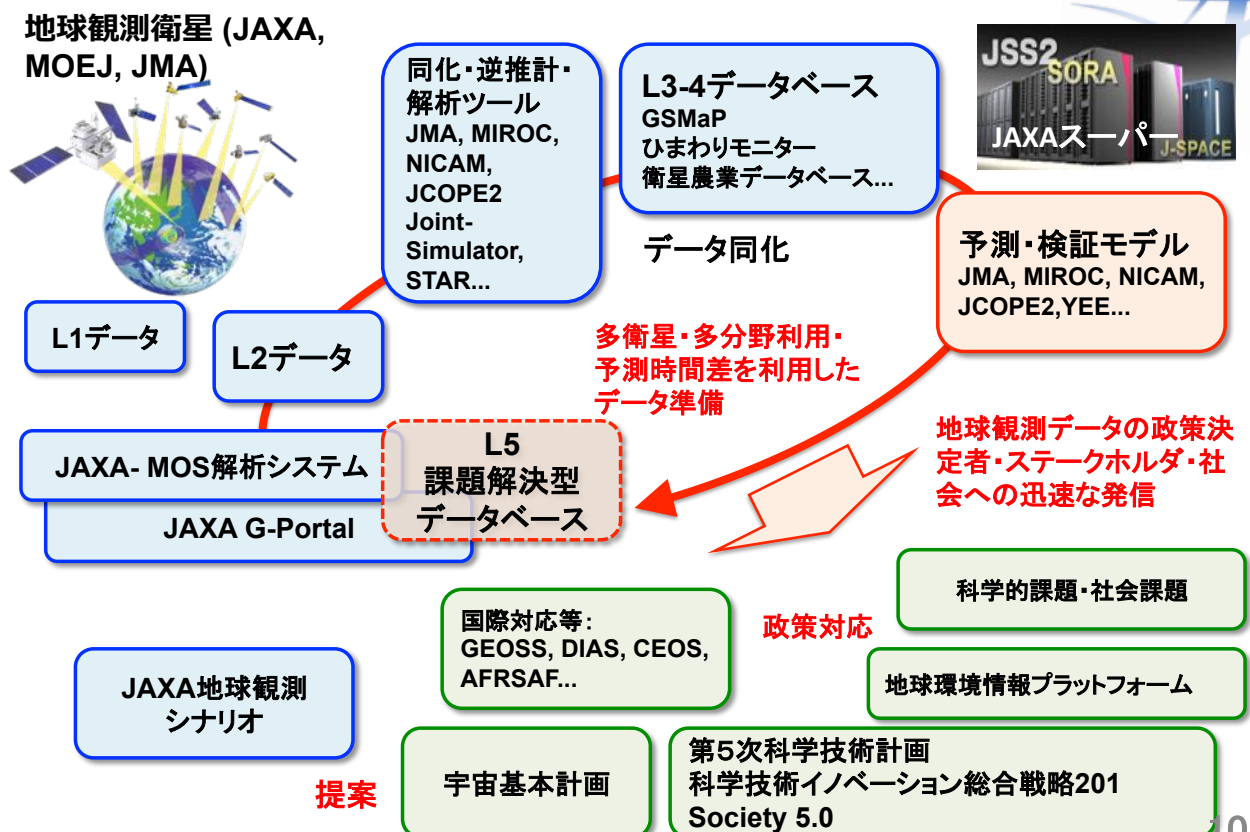 地球観測衛星 (JAXA,
MOEJ, JMA)
同化・逆推計・
解析ツール
JMA, MIROC,
NICAM,
JCOPE2
Joint-
Simulator,
STAR...
L3-4データベース
GSMaP
ひまわりモニター
衛星農業データベース...
JSS2
SORA
JAXAスーパー
J-SPACE
データ同化
予測・検証モデル
JMA, MIROC, NICAM,
JCOPE2,YEE...
L1データ
L2データ
多衛星・多分野利用・
予測時間差を利用した
データ準備
JAXA- MOS解析システム
JAXA G-Portal
L5
課題解決型
データベース
地球観測データの政策決
定者・ステークホルダ・社
会への迅速な発信
科学的課題・社会課題
国際対応等:
GEOSS, DIAS, CEOS,
AFRSAF...
政策対応
地球環境情報プラットフォーム
JAXA地球観測
シナリオ
提案
宇宙基本計画
第5次科学技術計画
科学技術イノベーション総合戦略201
Society 5.0
10